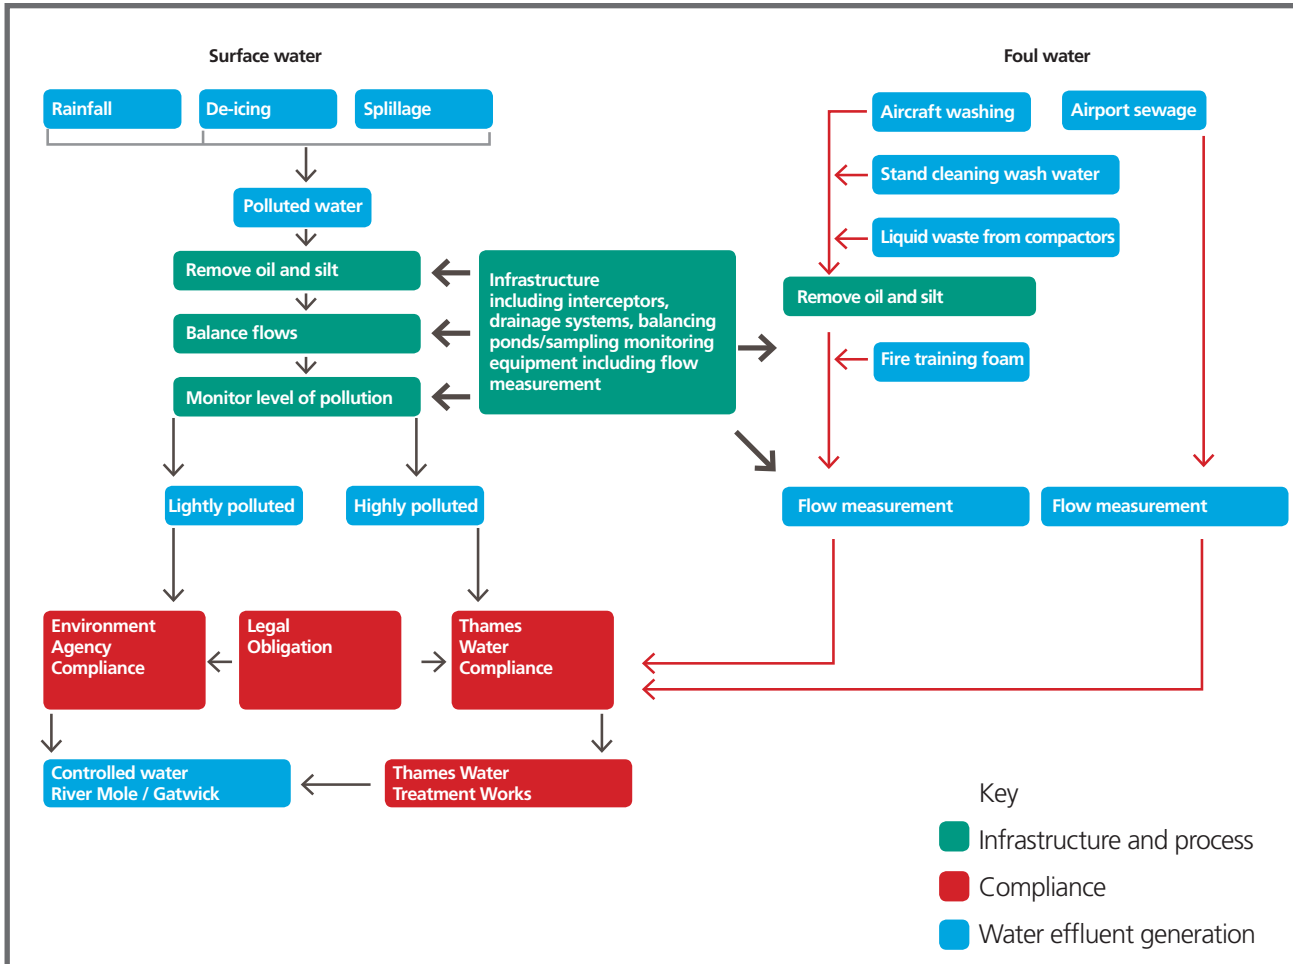 Surface water
Foul water
Rainfall
De-icing
Splillage
Aircraft washing
Airport sewage
Stand cleaning wash water
Polluted water
Liquid waste from compactors
Remove oil and silt
Infrastructure
including interceptors,
drainage systems, balancing
ponds/sampling monitoring
equipment including flow
measurement
Remove oil and silt
Balance flows
Fire training foam
Monitor level of pollution
Lightly polluted
Highly polluted
Flow measurement
Flow measurement
Environment
Agency
Compliance
Legal
Obligation
Thames
Water
Compliance
Controlled water
River Mole / Gatwick
Thames Water
Treatment Works
Key
Infrastructure and process
Compliance
Water effluent generation